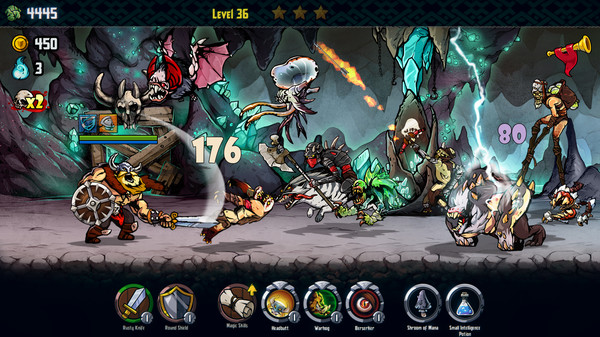 4445
Level 36
450
3
x2
176
80
Rusty Knife
Round Shield
Magic Skills
Headbutt
Warhog
Berserker
Shroom of Mana
Small Intelligence
Potion